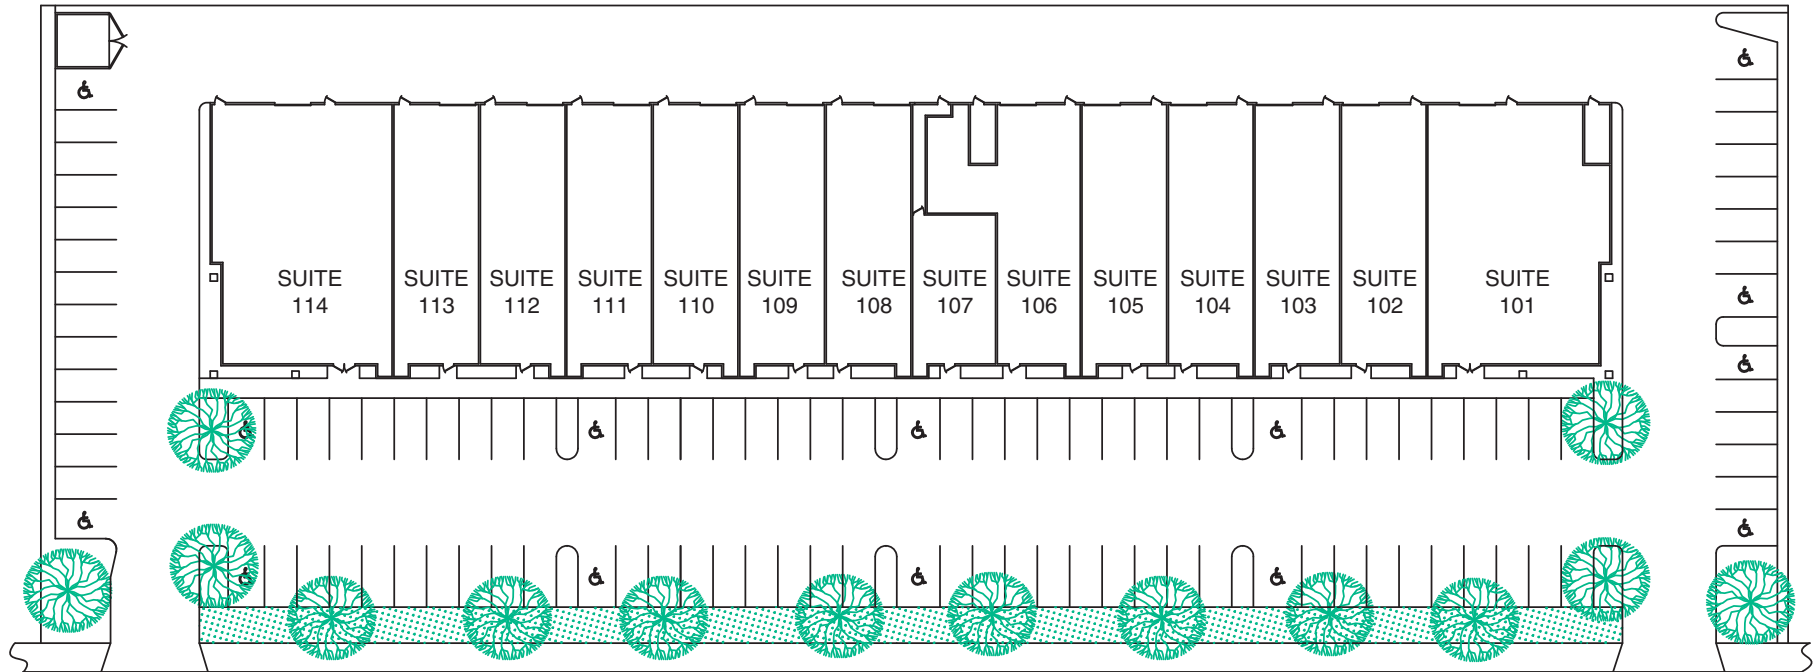 SUITE
114
SUITE
113
SUITE
112
SUITE
111
SUITE
110
SUITE
109
SUITE
108
SUITE
107
SUITE
106
SUITE
105
SUITE
104
SUITE
103
SUITE
102
SUITE
101